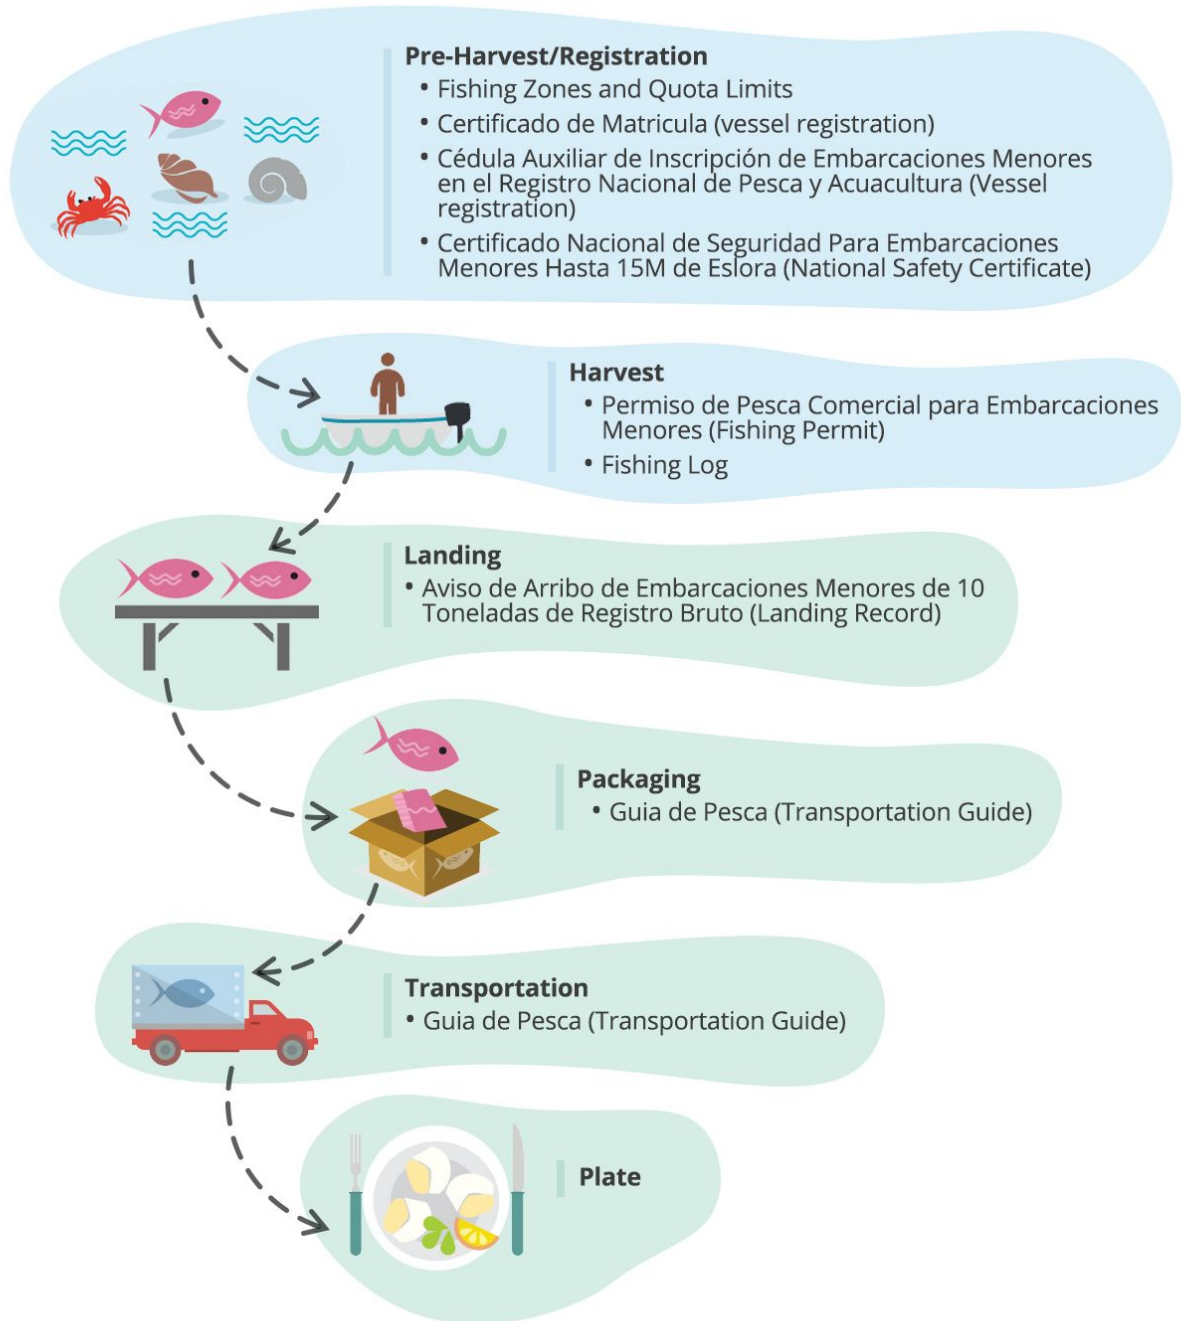 Pre-Harvest/Registration
• Fishing Zones and Quota Limits
• Certificado de Matricula (vessel registration)
• Cédula Auxiliar de Inscripción de Embarcaciones Menores
en el Registro Nacional de Pesca y Acuacultura (Vessel
registration)
• Certificado Nacional de Seguridad Para Embarcaciones
Menores Hasta 15M de Eslora (National Safety Certificate)
Harvest
• Permiso de Pesca Comercial para Embarcaciones
Menores (Fishing Permit)
• Fishing Log
Landing
• Aviso de Arribo de Embarcaciones Menores de 10
Toneladas de Registro Bruto (Landing Record)
Packaging
• Guia de Pesca (Transportation Guide)
Transportation
• Guia de Pesca (Transportation Guide)
Plate